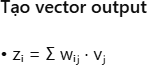 Tạo vector output
• zᵢ = Σ wᵢⱼ · vⱼ